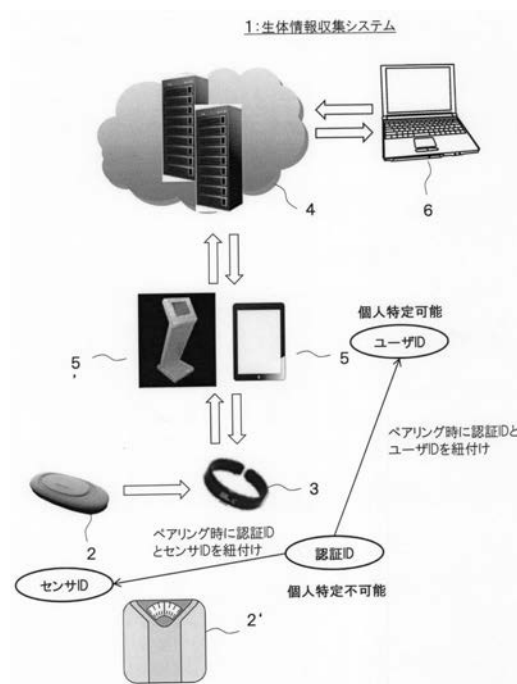 1:生体情報収集システム
4
6
個人特定可能
ユーザID
5'
5
ペアリング時に認証IDと
ユーザIDを紐付け
3
2
ペアリング時に認証ID
とセンサIDを紐付け
認証ID
センサID
個人特定不可能
2'